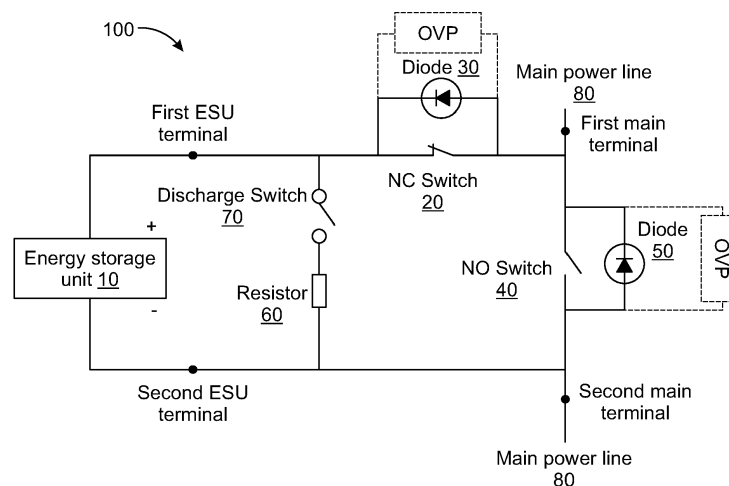 100
OVP
Diode 30
Main power line
80
First ESU
terminal
First main
terminal
NC Switch
20
Discharge Switch
70
+
Energy storage
unit 10
-
Diode
50
OVP
NO Switch
40
Resistor
60
Second ESU
terminal
Second main
terminal
Main power line
80